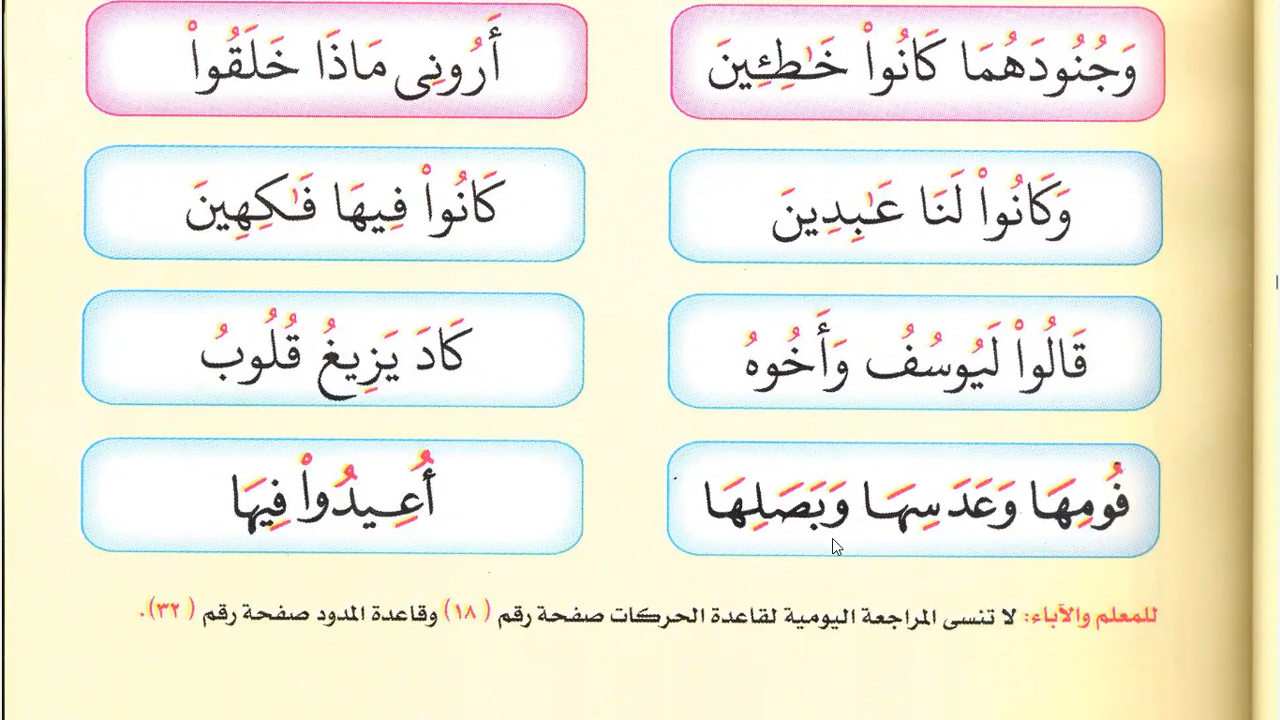 وَجُنُودَهُمَا كَانُوا۟ خَـٰطِـِٔينَ
أَرُونِى مَاذَا خَلَقُوا۟
وَكَانُوا۟ لَنَا عَـٰبِدِينَ
كَانُوا۟ فِيهَا فَـٰكِهِينَ
قَالُوا۟ لَيُوسُفُ وَأَخُوهُ
كَادَ يَزِيغُ قُلُوبُ
فُومِهَا وَعَدَسِهَا وَبَصَلِهَا
أُعِيدُوا۟ فِيهَا
للمعلم والآباء: لا تنسى المراجعة اليومية لقاعدة الحركات صفحة رقم (١٨) وقاعدة المدود صفحة رقم (٣٢).